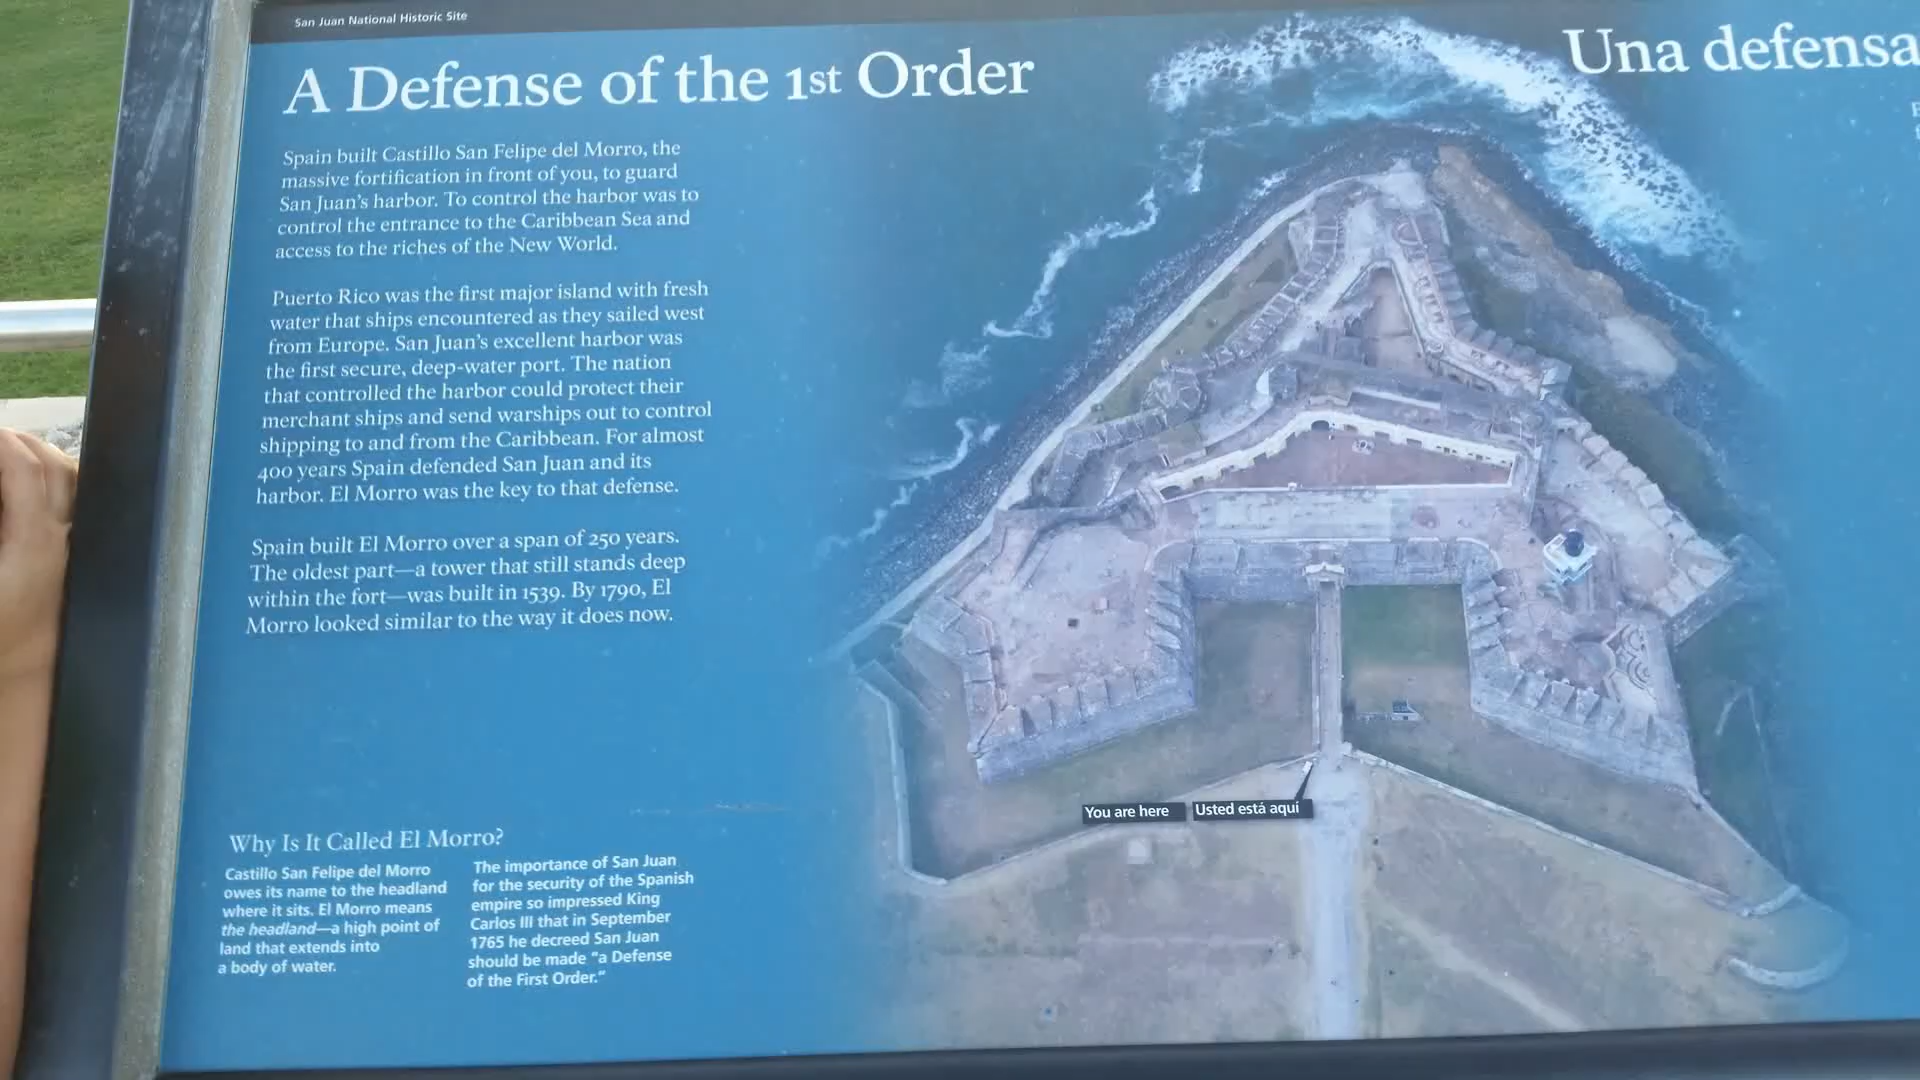 San Juan National Historic Site
A Defense of the 1st Order
Una defensa
Spain built Castillo San Felipe del Morro, the
massive fortification in front of you, to guard
San Juan's harbor. To control the harbor was to
control the entrance to the Caribbean Sea and
access to the riches of the New World.
Puerto Rico was the first major island with fresh
water that ships encountered as they sailed west
from Europe. San Juan's excellent harbor was
the first secure, deep-water port. The nation
that controlled the harbor could protect their
merchant ships and send warships out to control
shipping to and from the Caribbean. For almost
400 years Spain defended San Juan and its
harbor. El Morro was the key to that defense.
Spain built El Morro over a span of 250 years.
The oldest part—a tower that still stands deep
within the fort—was built in 1539. By 1790, El
Morro looked similar to the way it does now.
You are here
Usted está aquí
Why Is It Called El Morro?
Castillo San Felipe del Morro
owes its name to the headland
where it sits. El Morro means
the headland—a high point of
land that extends into
a body of water.
The importance of San Juan
for the security of the Spanish
empire so impressed King
Carlos III that in September
1765 he decreed San Juan
should be made "a Defense
of the First Order."